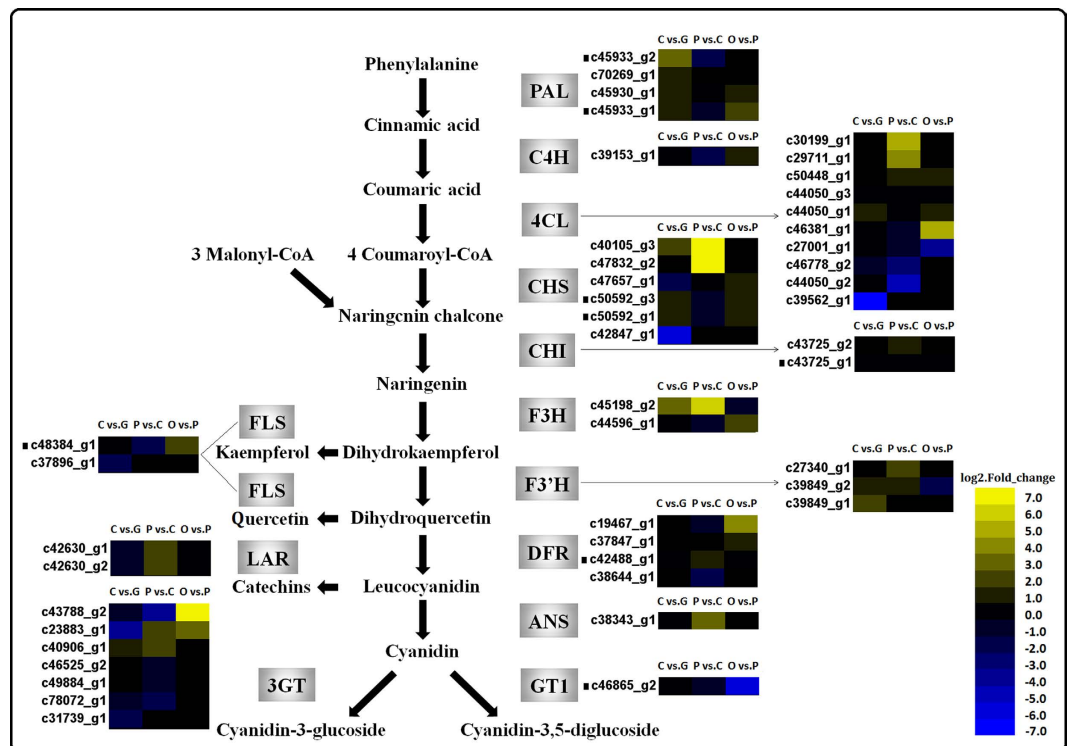 Phenylalanine
Cinnamic acid
Coumaric acid
3 Malonyl-CoA
4 Coumaroyl-CoA
Naringcnin chalcone
Naringenin
Kaempferol
Dihydrokaempferol
Quercetin
Dihydroquercetin
Catechins
Leucocyanidin
Cyanidin
Cyanidin-3-glucoside
Cyanidin-3,5-diglucoside
PAL
C vs.G P vs.C O vs.P
c45933_g2
c70269_g1
c45930_g1
c45933_g1
C4H
C vs.G P vs.C O vs.P
c39153_g1
4CL
C vs.G P vs.C O vs.P
c30199_g1
c29711_g1
c50448_g1
c44050_g3
c44050_g1
c46381_g1
c27001_g1
c46778_g2
c44050_g2
c39562_g1
CHS
C vs.G P vs.C O vs.P
c40105_g3
c47832_g2
c47657_g1
c50592_g3
c50592_g1
c42847_g1
CHI
C vs.G P vs.C O vs.P
c43725_g2
c43725_g1
F3H
C vs.G P vs.C O vs.P
c45198_g2
c44596_g1
F3'H
C vs.G P vs.C O vs.P
c27340_g1
c39849_g2
c39849_g1
DFR
C vs.G P vs.C O vs.P
c19467_g1
c37847_g1
c42488_g1
c38644_g1
ANS
C vs.G P vs.C O vs.P
c38343_g1
GT1
C vs.G P vs.C O vs.P
c46865_g2
FLS
FLS
C vs.G P vs.C O vs.P
c48384_g1
c37896_g1
LAR
C vs.G P vs.C O vs.P
c42630_g1
c42630_g2
3GT
C vs.G P vs.C O vs.P
c43788_g2
c23883_g1
c40906_g1
c46525_g2
c49884_g1
c78072_g1
c31739_g1
log2.Fold_change
7.0
6.0
5.0
4.0
3.0
2.0
1.0
0.0
-1.0
-2.0
-3.0
-4.0
-5.0
-6.0
-7.0